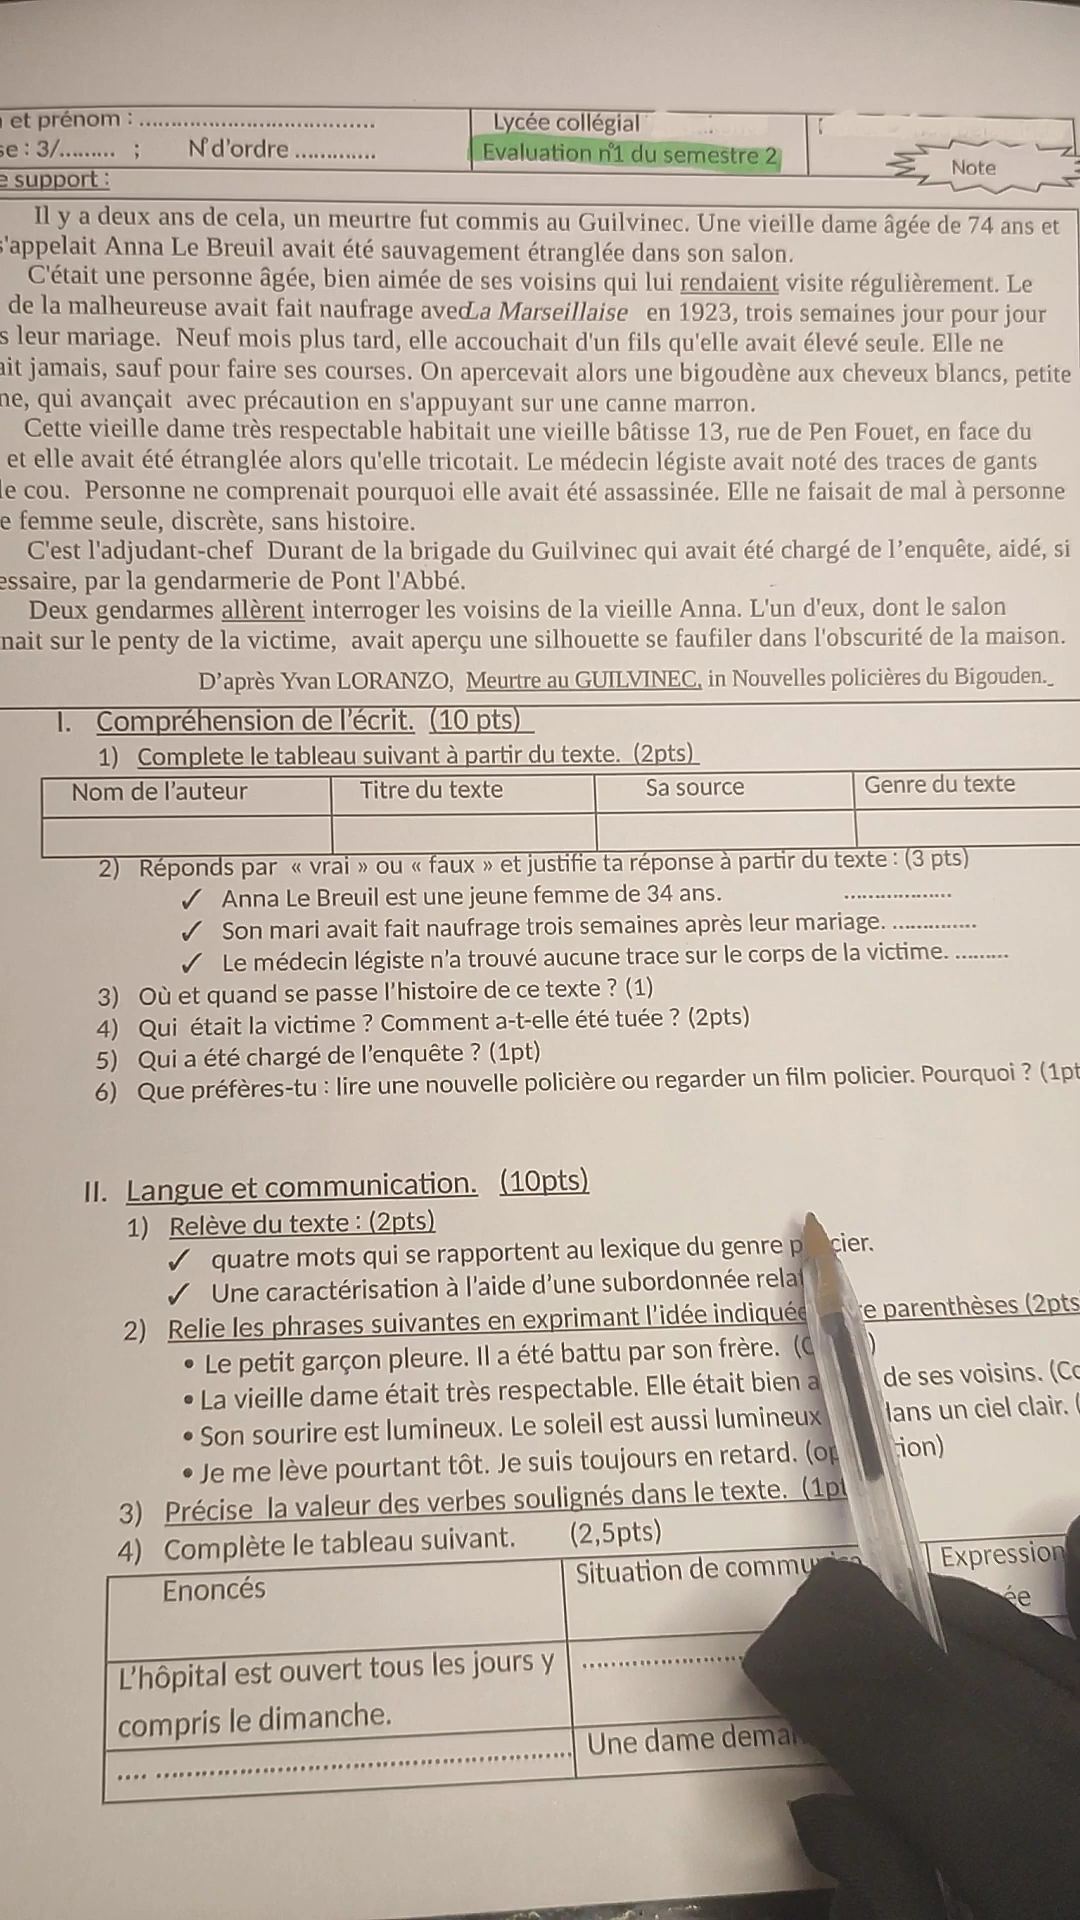 et prénom : ....................................
Lycée collégial
se : 3/......... ; N°d'ordre .............
Evaluation n°1 du semestre 2
Note
support :
Il y a deux ans de cela, un meurtre fut commis au Guilvinec. Une vieille dame âgée de 74 ans et
s'appelait Anna Le Breuil avait été sauvagement étranglée dans son salon.
C'était une personne âgée, bien aimée de ses voisins qui lui rendaient visite régulièrement. Le
de la malheureuse avait fait naufrage avec La Marseillaise en 1923, trois semaines jour pour jour
s leur mariage. Neuf mois plus tard, elle accouchait d'un fils qu'elle avait élevé seule. Elle ne
ait jamais, sauf pour faire ses courses. On apercevait alors une bigoudène aux cheveux blancs, petite
ne, qui avançait avec précaution en s'appuyant sur une canne marron.
Cette vieille dame très respectable habitait une vieille bâtisse 13, rue de Pen Fouet, en face du
et elle avait été étranglée alors qu'elle tricotait. Le médecin légiste avait noté des traces de gants
le cou. Personne ne comprenait pourquoi elle avait été assassinée. Elle ne faisait de mal à personne
e femme seule, discrète, sans histoire.
C'est l'adjudant-chef Durant de la brigade du Guilvinec qui avait été chargé de l'enquête, aidé, si
essaire, par la gendarmerie de Pont l'Abbé.
Deux gendarmes allèrent interroger les voisins de la vieille Anna. L'un d'eux, dont le salon
nait sur le penty de la victime, avait aperçu une silhouette se faufiler dans l'obscurité de la maison.
D'après Yvan LORANZO, Meurtre au GUILVINEC, in Nouvelles policières du Bigouden.
I. Compréhension de l'écrit. (10 pts)
1) Complete le tableau suivant à partir du texte. (2pts)
Nom de l'auteur Titre du texte Sa source Genre du texte
2) Réponds par « vrai » ou « faux » et justifie ta réponse à partir du texte : (3 pts)
✓ Anna Le Breuil est une jeune femme de 34 ans. ..................
✓ Son mari avait fait naufrage trois semaines après leur mariage. ..............
✓ Le médecin légiste n'a trouvé aucune trace sur le corps de la victime. .........
3) Où et quand se passe l'histoire de ce texte ? (1)
4) Qui était la victime ? Comment a-t-elle été tuée ? (2pts)
5) Qui a été chargé de l'enquête ? (1pt)
6) Que préfères-tu : lire une nouvelle policière ou regarder un film policier. Pourquoi ? (1pt
II. Langue et communication. (10pts)
1) Relève du texte : (2pts)
✓ quatre mots qui se rapportent au lexique du genre p cier.
✓ Une caractérisation à l'aide d'une subordonnée rela
2) Relie les phrases suivantes en exprimant l'idée indiquée e parenthèses (2pts
• Le petit garçon pleure. Il a été battu par son frère. (C )
• La vieille dame était très respectable. Elle était bien a de ses voisins. (Co
• Son sourire est lumineux. Le soleil est aussi lumineux dans un ciel clair. (
• Je me lève pourtant tôt. Je suis toujours en retard. (op ion)
3) Précise la valeur des verbes soulignés dans le texte. (1pt
4) Complète le tableau suivant. (2,5pts)
Enoncés Situation de commu Expression
ée
L'hôpital est ouvert tous les jours y ........................
compris le dimanche.
.... .................................................... Une dame deman